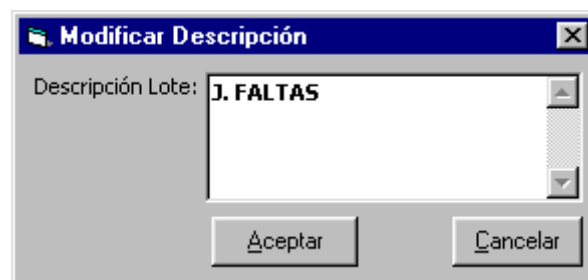 Modificar Descripción
Descripción Lote: J. FALTAS
Aceptar Cancelar